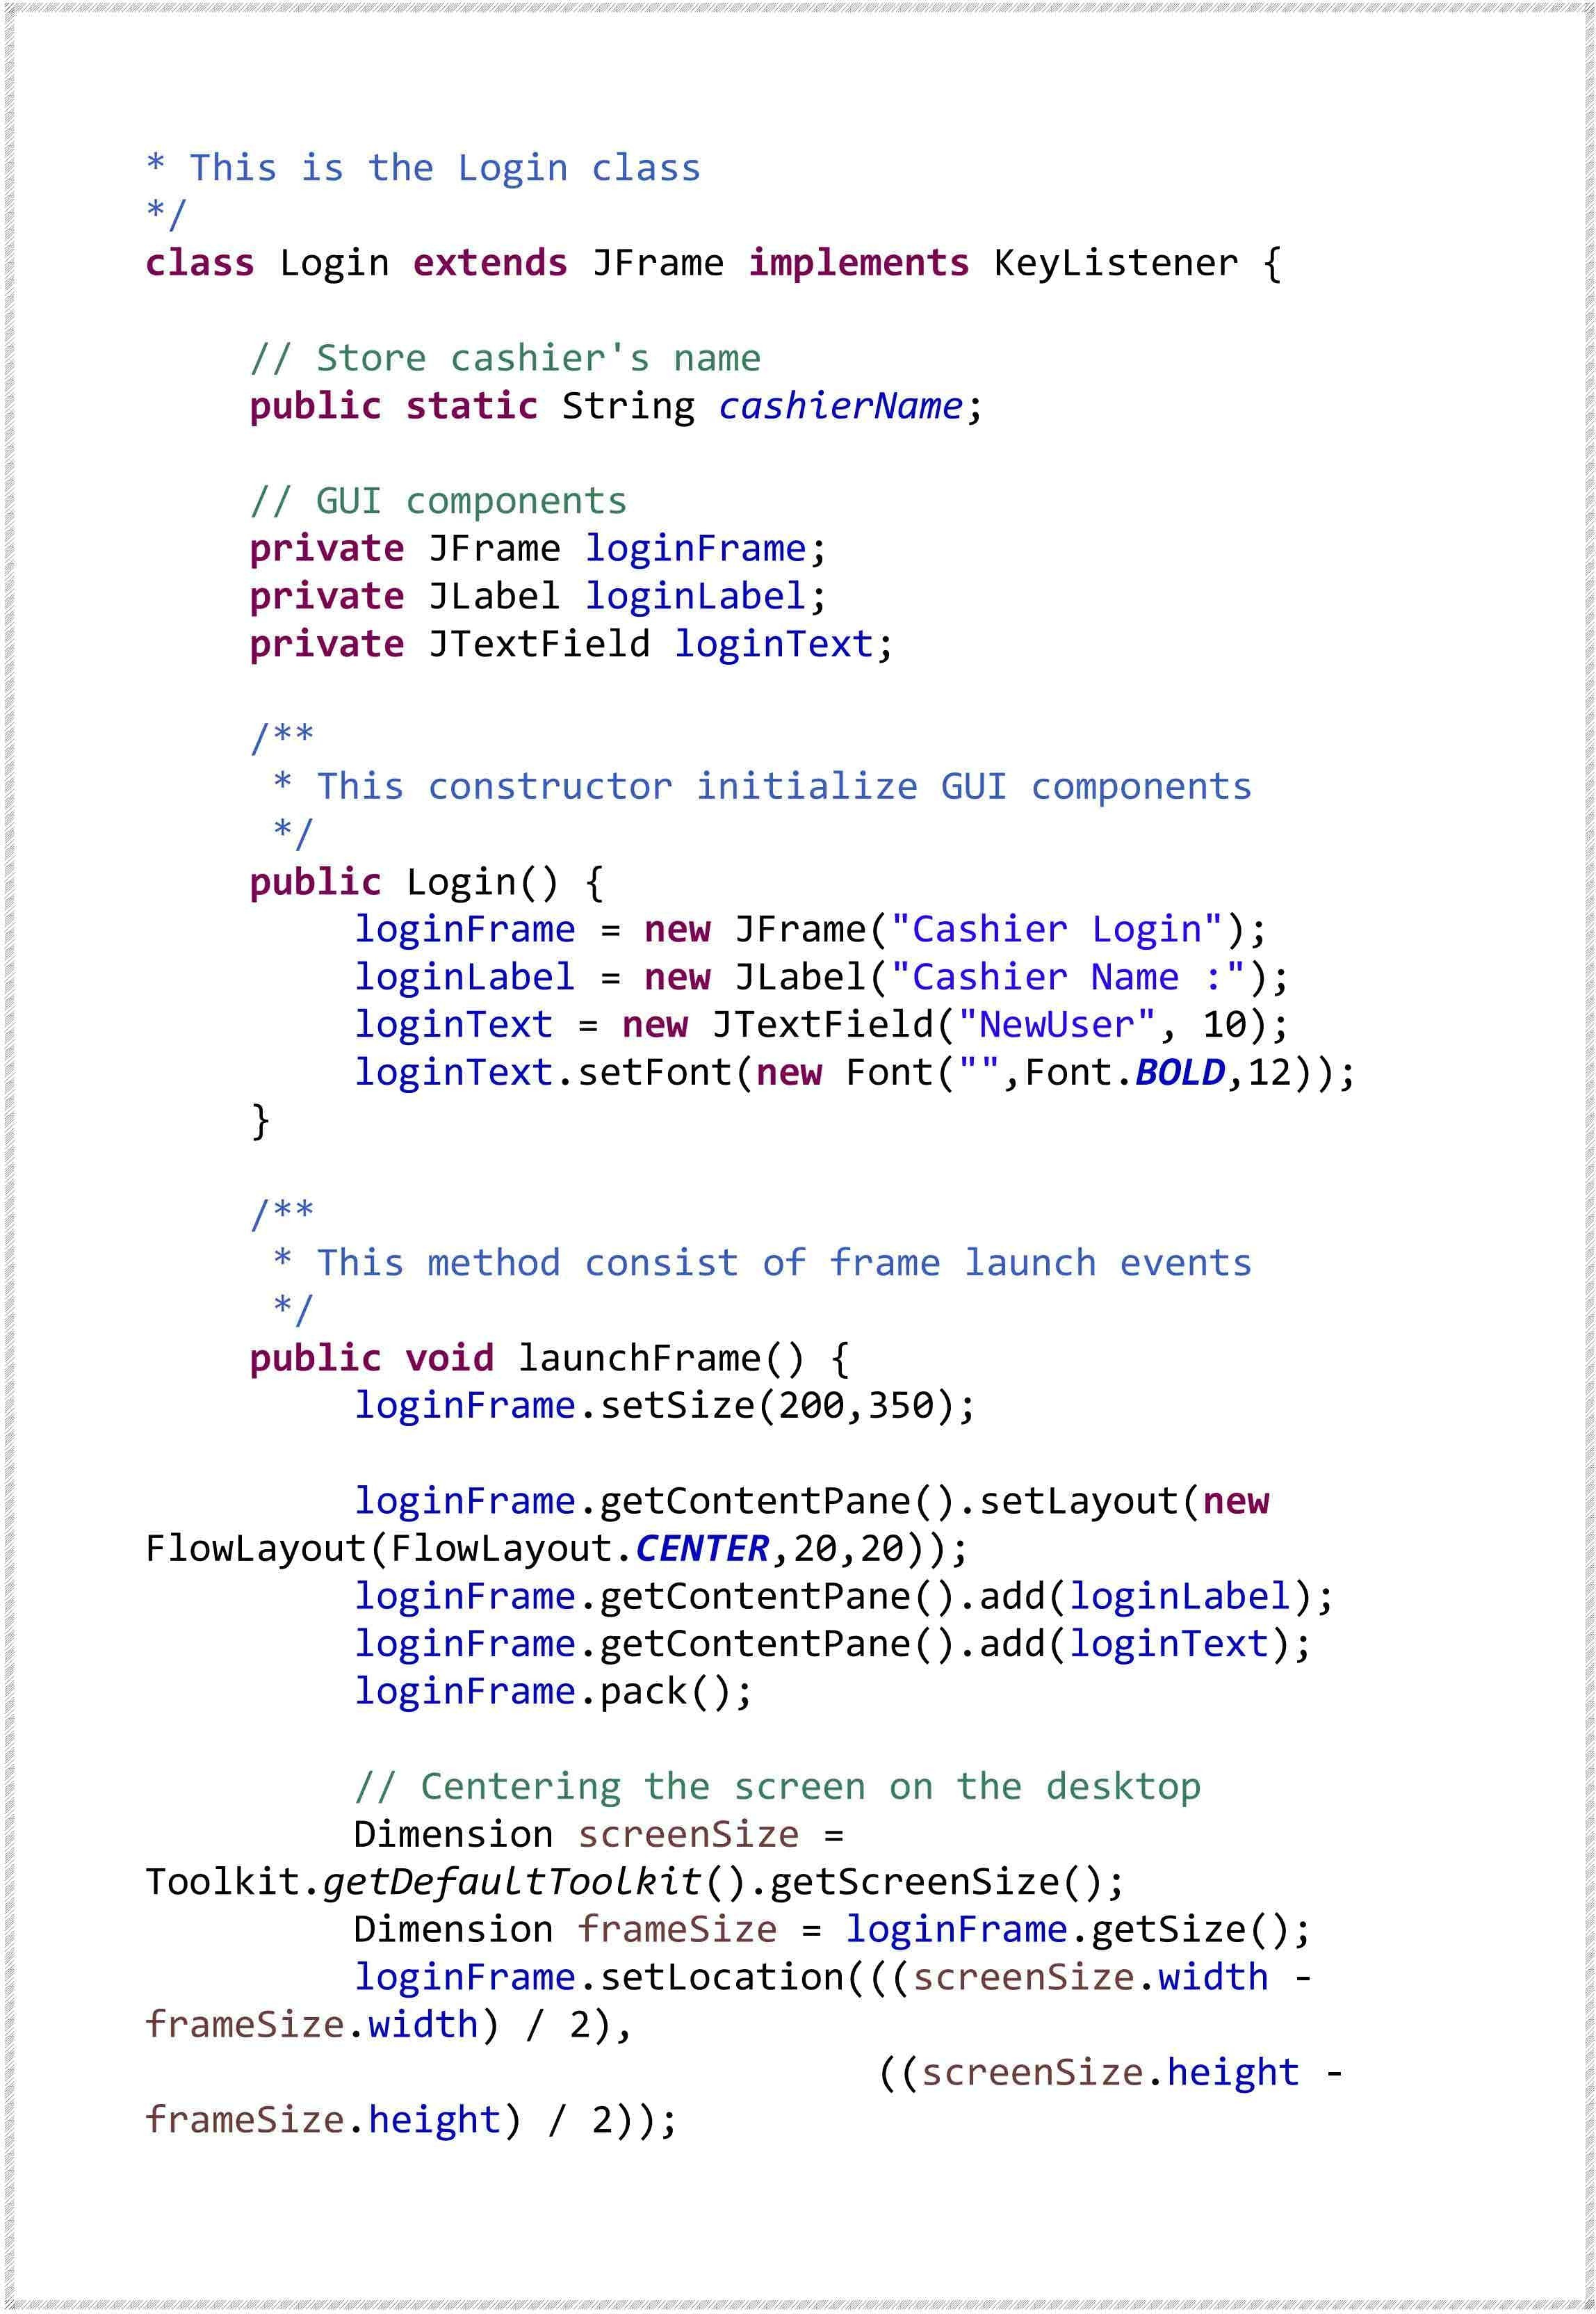 * This is the Login class
*/
class Login extends JFrame implements KeyListener {
// Store cashier's name
public static String cashierName;
// GUI components
private JFrame loginFrame;
private JLabel loginLabel;
private JTextField loginText;
/**
* This constructor initialize GUI components
*/
public Login() {
loginFrame = new JFrame("Cashier Login");
loginLabel = new JLabel("Cashier Name :");
loginText = new JTextField("NewUser", 10);
loginText.setFont(new Font("",Font.BOLD,12));
}
/**
* This method consist of frame launch events
*/
public void launchFrame() {
loginFrame.setSize(200,350);
loginFrame.getContentPane().setLayout(new
FlowLayout(FlowLayout.CENTER,20,20));
loginFrame.getContentPane().add(loginLabel);
loginFrame.getContentPane().add(loginText);
loginFrame.pack();
// Centering the screen on the desktop
Dimension screenSize =
Toolkit.getDefaultToolkit().getScreenSize();
Dimension frameSize = loginFrame.getSize();
loginFrame.setLocation(((screenSize.width -
frameSize.width) / 2),
((screenSize.height -
frameSize.height) / 2));